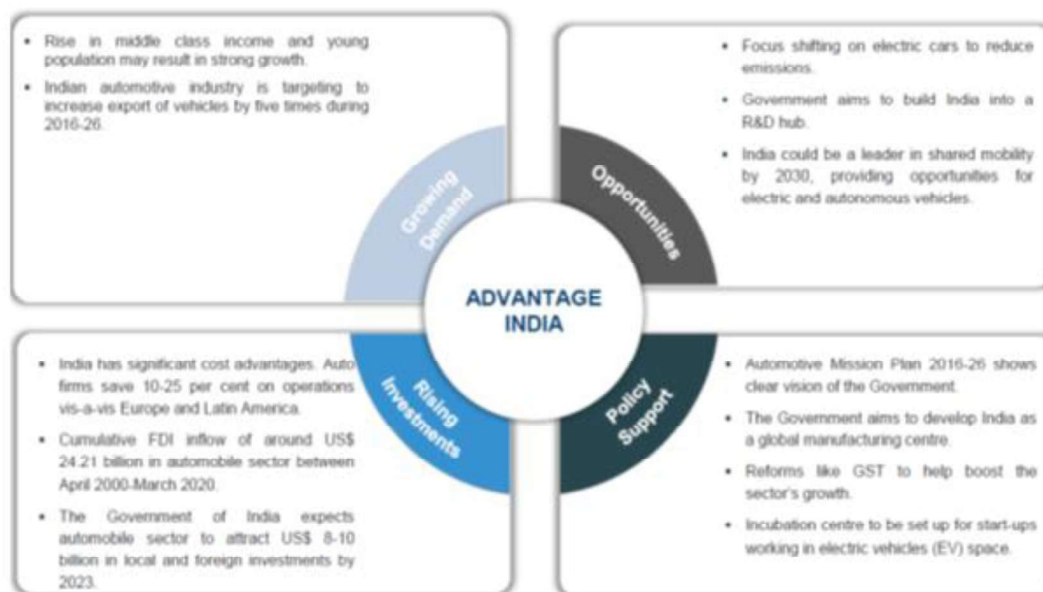 • Rise in middle class income and young
population may result in strong growth.
• Indian automotive industry is targeting to
increase export of vehicles by five times during
2016-26.
Growing
Demand
• Focus shifting on electric cars to reduce
emissions.
• Government aims to build India into a
R&D hub.
• India could be a leader in shared mobility
by 2030, providing opportunities for
electric and autonomous vehicles.
Opportunities
ADVANTAGE
INDIA
• India has significant cost advantages. Auto
firms save 10-25 per cent on operations
vis-a-vis Europe and Latin America.
• Cumulative FDI inflow of around US$
24.21 billion in automobile sector between
April 2000-March 2020.
• The Government of India expects
automobile sector to attract US$ 8-10
billion in local and foreign investments by
2023.
Rising
Investments
• Automotive Mission Plan 2016-26 shows
clear vision of the Government.
• The Government aims to develop India as
a global manufacturing centre.
• Reforms like GST to help boost the
sector's growth.
• Incubation centre to be set up for start-ups
working in electric vehicles (EV) space.
Policy
Support